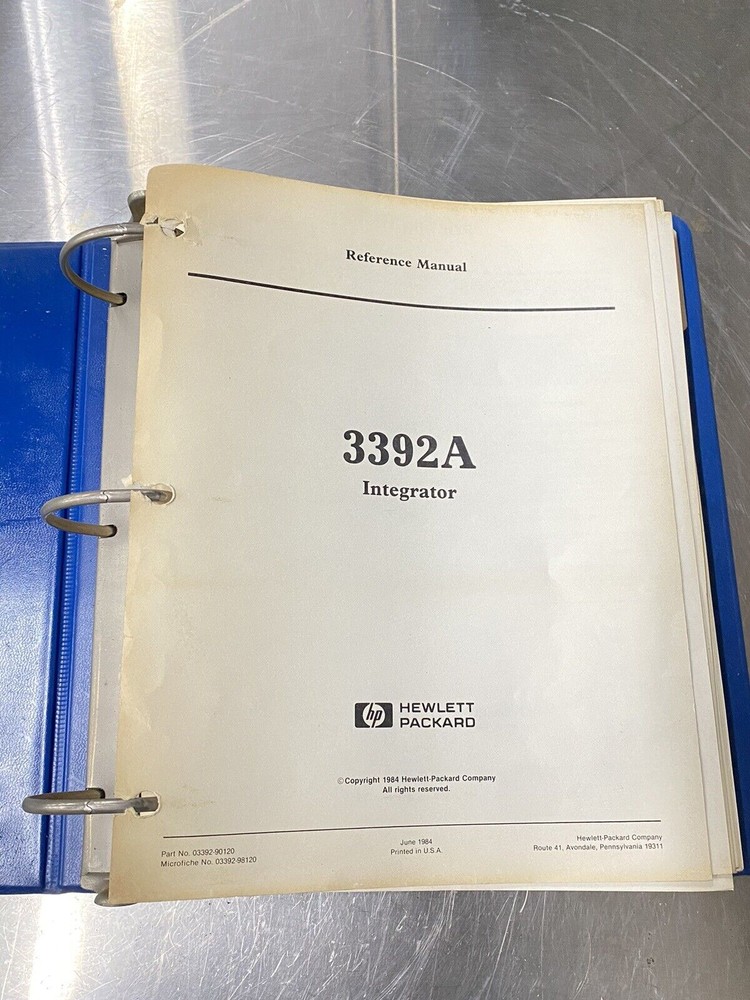 Reference Manual
3392A
Integrator
hp HEWLETT
PACKARD
©Copyright 1984 Hewlett-Packard Company
All rights reserved.
Part No. 03392-90120
Microfiche No. 03392-98120
June 1984
Printed in U.S.A.
Hewlett-Packard Company
Route 41, Avondale, Pennsylvania 19311